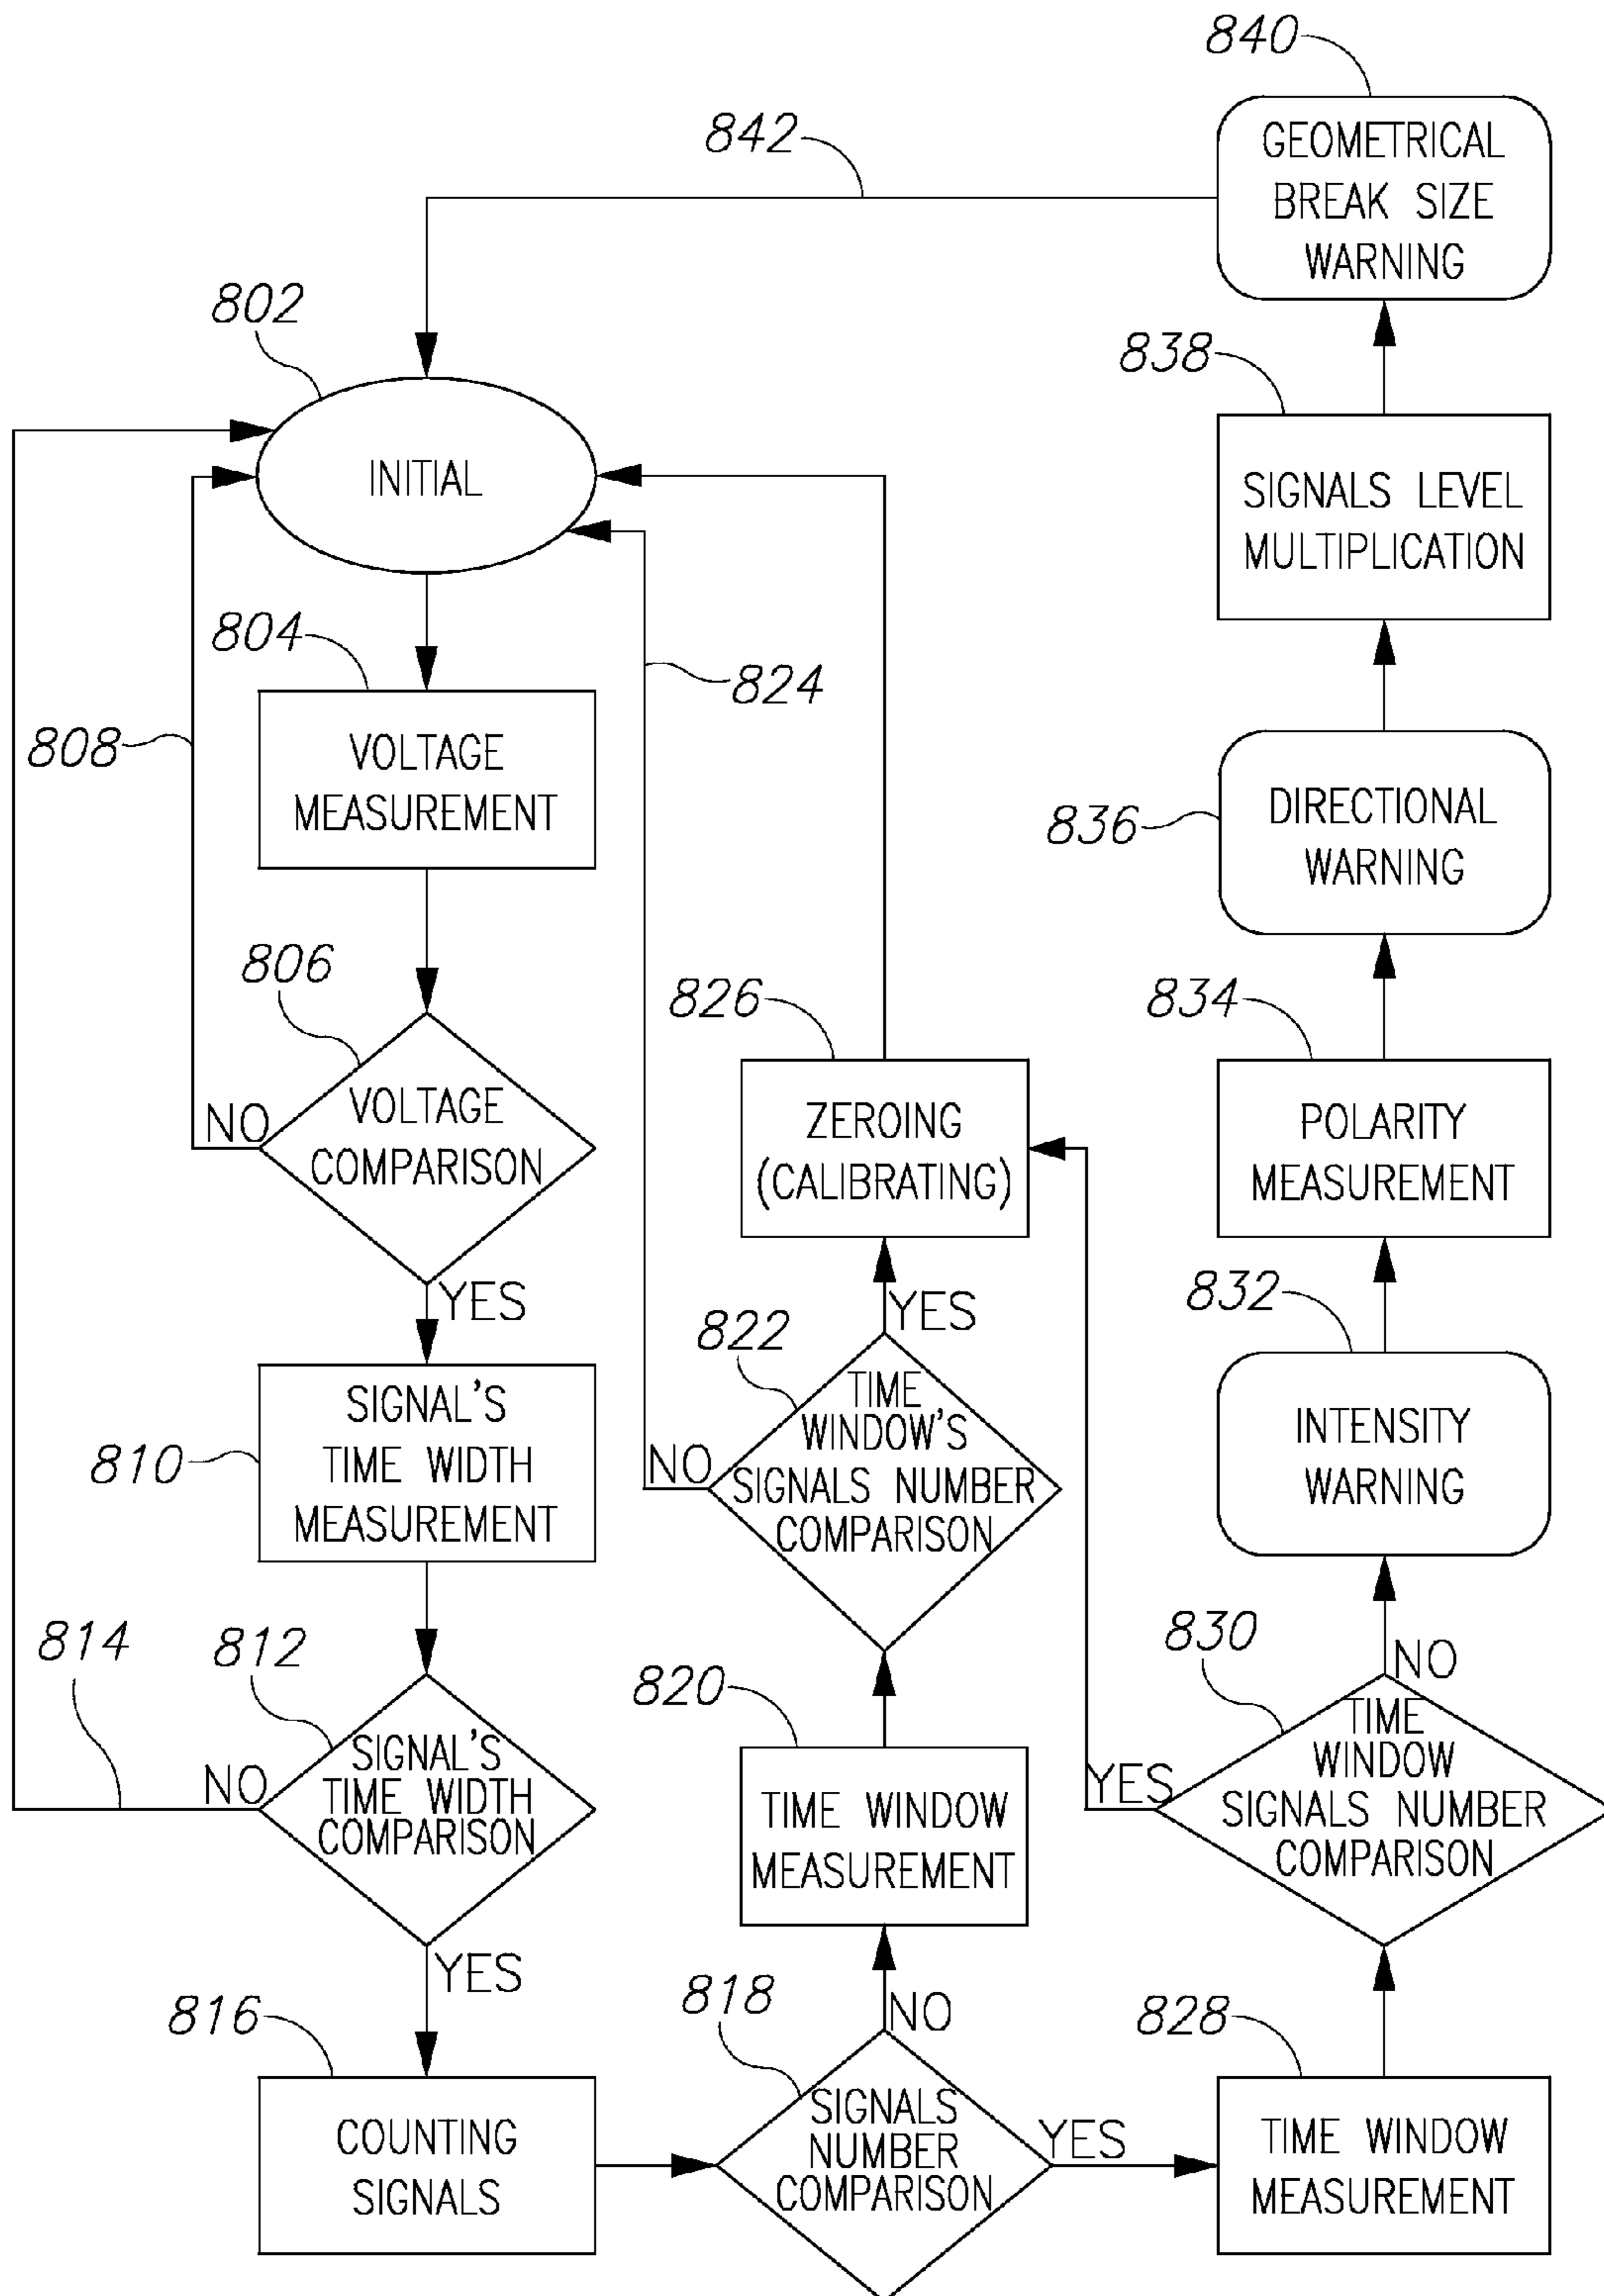 840
GEOMETRICAL
BREAK SIZE
WARNING
842
802
INITIAL
838
SIGNALS LEVEL
MULTIPLICATION
804
824
VOLTAGE
MEASUREMENT
808
836
DIRECTIONAL
WARNING
806
VOLTAGE
COMPARISON
NO
YES
826
ZEROING
(CALIBRATING)
834
POLARITY
MEASUREMENT
810
SIGNAL'S
TIME WIDTH
MEASUREMENT
822
YES
TIME
WINDOW'S
SIGNALS NUMBER
COMPARISON
NO
832
INTENSITY
WARNING
814
812
SIGNAL'S
TIME WIDTH
COMPARISON
NO
YES
820
TIME WINDOW
MEASUREMENT
830
NO
TIME
WINDOW
SIGNALS NUMBER
COMPARISON
YES
816
COUNTING
SIGNALS
818
NO
SIGNALS
NUMBER
COMPARISON
YES
828
TIME WINDOW
MEASUREMENT